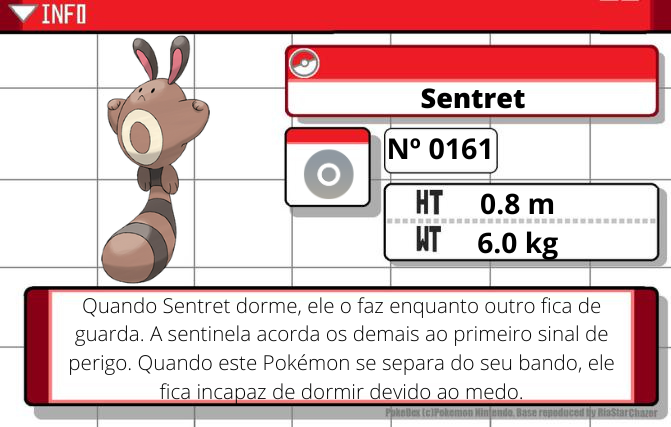 INFO
Sentret
Nº 0161
HT 0.8 m
WT 6.0 kg
Quando Sentret dorme, ele o faz enquanto outro fica de
guarda. A sentinela acorda os demais ao primeiro sinal de
perigo. Quando este Pokémon se separa do seu bando, ele
fica incapaz de dormir devido ao medo.
PokeDex (c)Pokemon Nintendo. Base reproduced by RiaStarChazer